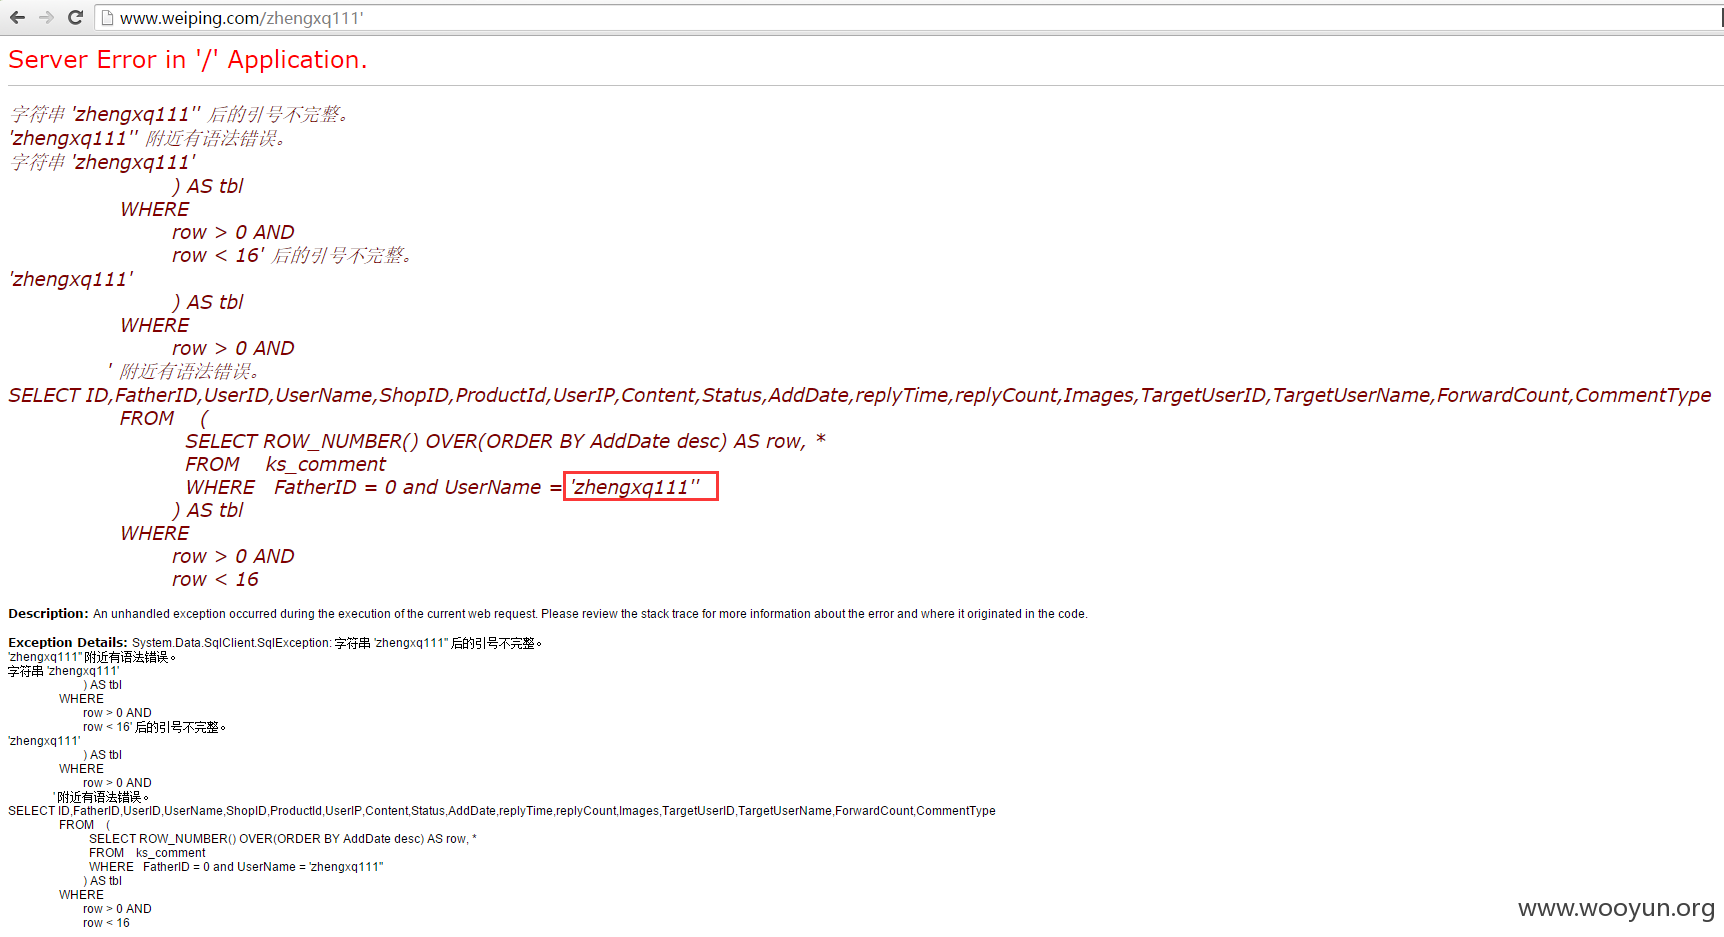 www.weiping.com/zhengxq111'
Server Error in '/' Application.
字符串 'zhengxq111'' 后的引号不完整。
'zhengxq111'' 附近有语法错误。
字符串 'zhengxq111'
) AS tbl
WHERE
row > 0 AND
row < 16' 后的引号不完整。
'zhengxq111'
) AS tbl
WHERE
row > 0 AND
' 附近有语法错误。
SELECT ID,FatherID,UserID,UserName,ShopID,ProductId,UserIP,Content,Status,AddDate,replyTime,replyCount,Images,TargetUserID,TargetUserName,ForwardCount,CommentType
FROM (
SELECT ROW_NUMBER() OVER(ORDER BY AddDate desc) AS row, *
FROM ks_comment
WHERE FatherID = 0 and UserName = 'zhengxq111''
) AS tbl
WHERE
row > 0 AND
row < 16
Description: An unhandled exception occurred during the execution of the current web request. Please review the stack trace for more information about the error and where it originated in the code.
Exception Details: System.Data.SqlClient.SqlException: 字符串 'zhengxq111'' 后的引号不完整。
'zhengxq111'' 附近有语法错误。
字符串 'zhengxq111'
) AS tbl
WHERE
row > 0 AND
row < 16' 后的引号不完整。
'zhengxq111'
) AS tbl
WHERE
row > 0 AND
' 附近有语法错误。
SELECT ID,FatherID,UserID,UserName,ShopID,ProductId,UserIP,Content,Status,AddDate,replyTime,replyCount,Images,TargetUserID,TargetUserName,ForwardCount,CommentType
FROM (
SELECT ROW_NUMBER() OVER(ORDER BY AddDate desc) AS row, *
FROM ks_comment
WHERE FatherID = 0 and UserName = 'zhengxq111''
) AS tbl
WHERE
row > 0 AND
row < 16
www.wooyun.org